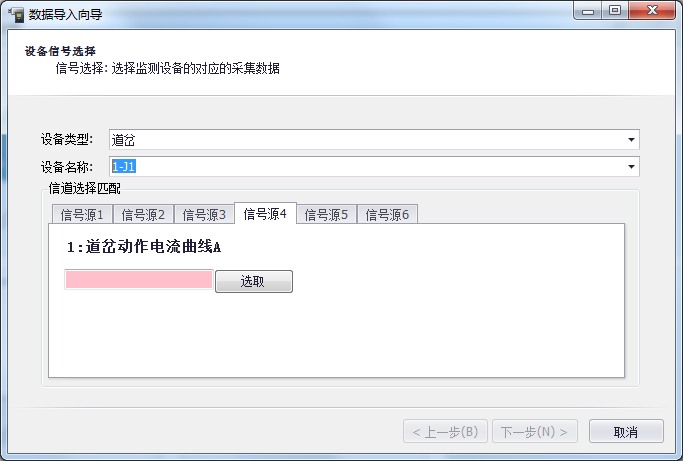 数据导入向导
设备信号选择
信号选择: 选择监测设备的对应的采集数据
设备类型: 道岔
设备名称: 1-J1
信道选择匹配
信号源1 信号源2 信号源3 信号源4 信号源5 信号源6
1:道岔动作电流曲线A
选取
< 上一步(B) 下一步(N) > 取消